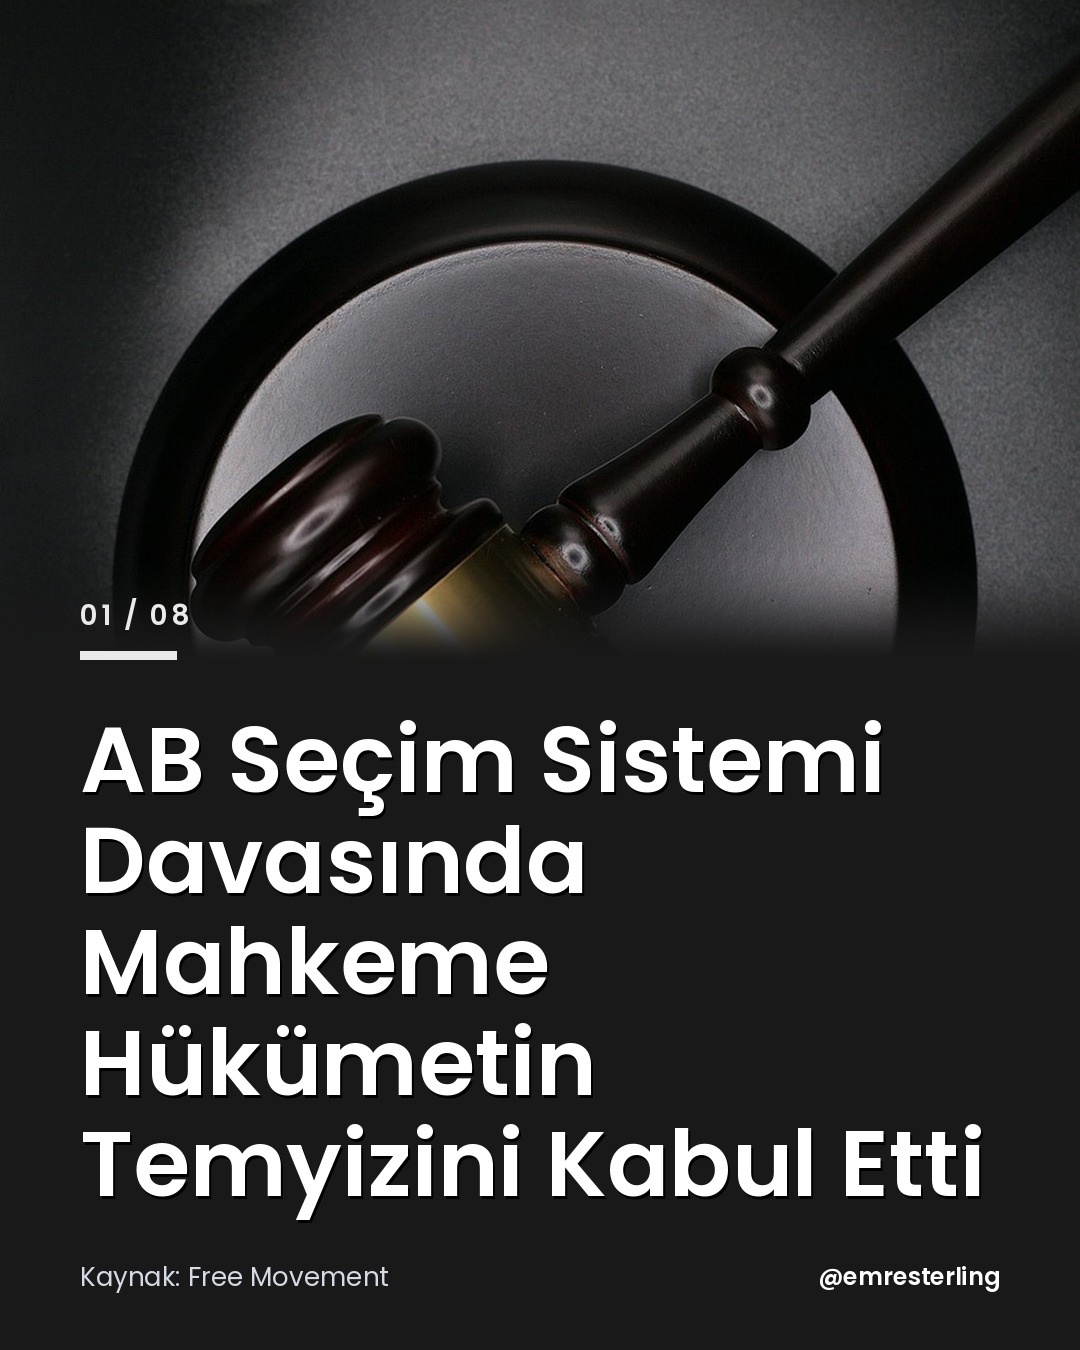 01 / 08
AB Seçim Sistemi
Davasında
Mahkeme
Hükümetin
Temyizini Kabul Etti
Kaynak: Free Movement
@emresterling